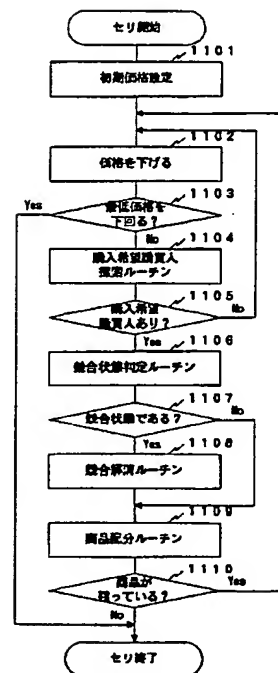 セリ開始
1101
初期価格設定
1102
価格を下げる
1103
最低価格を
下回る？
Yes
No
1104
購入希望購買人
探索ルーチン
1105
購入希望
購買人あり？
No
Yes
1106
競合状態判定ルーチン
1107
競合状態である？
No
Yes
1108
競合解消ルーチン
1109
商品配分ルーチン
1110
商品が
残っている？
Yes
No
セリ終了